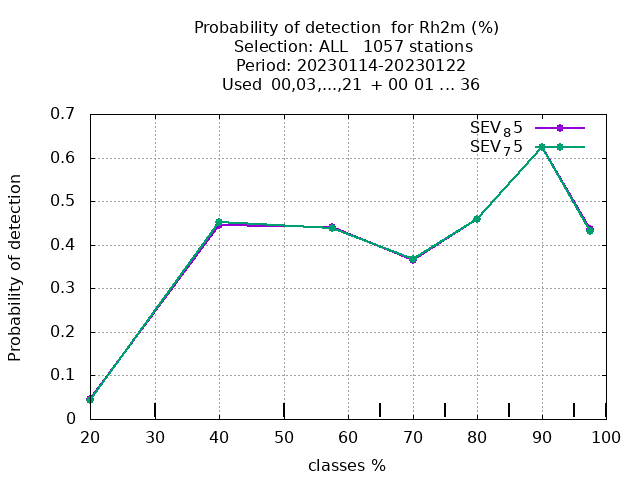 Probability of detection for Rh2m (%)
Selection: ALL 1057 stations
Period: 20230114-20230122
Used 00,03,...,21 + 00 01 ... 36
0.7
SEV₈5
SEV₇5
0.6
0.5
0.4
0.3
0.2
0.1
0
Probability of detection
20 30 40 50 60 70 80 90 100
classes %